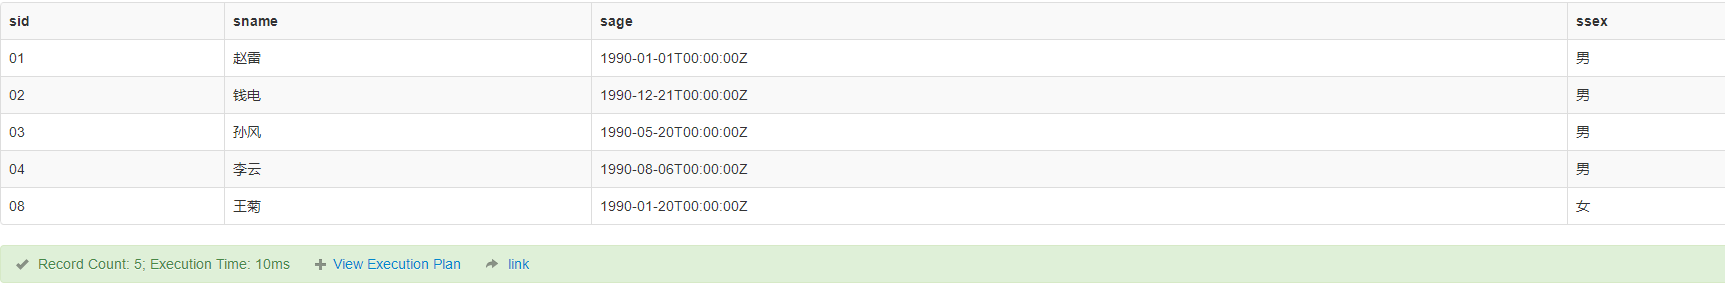 sid sname sage ssex
01 赵雷 1990-01-01T00:00:00Z 男
02 钱电 1990-12-21T00:00:00Z 男
03 孙风 1990-05-20T00:00:00Z 男
04 李云 1990-08-06T00:00:00Z 男
08 王菊 1990-01-20T00:00:00Z 女
Record Count: 5; Execution Time: 10ms View Execution Plan link